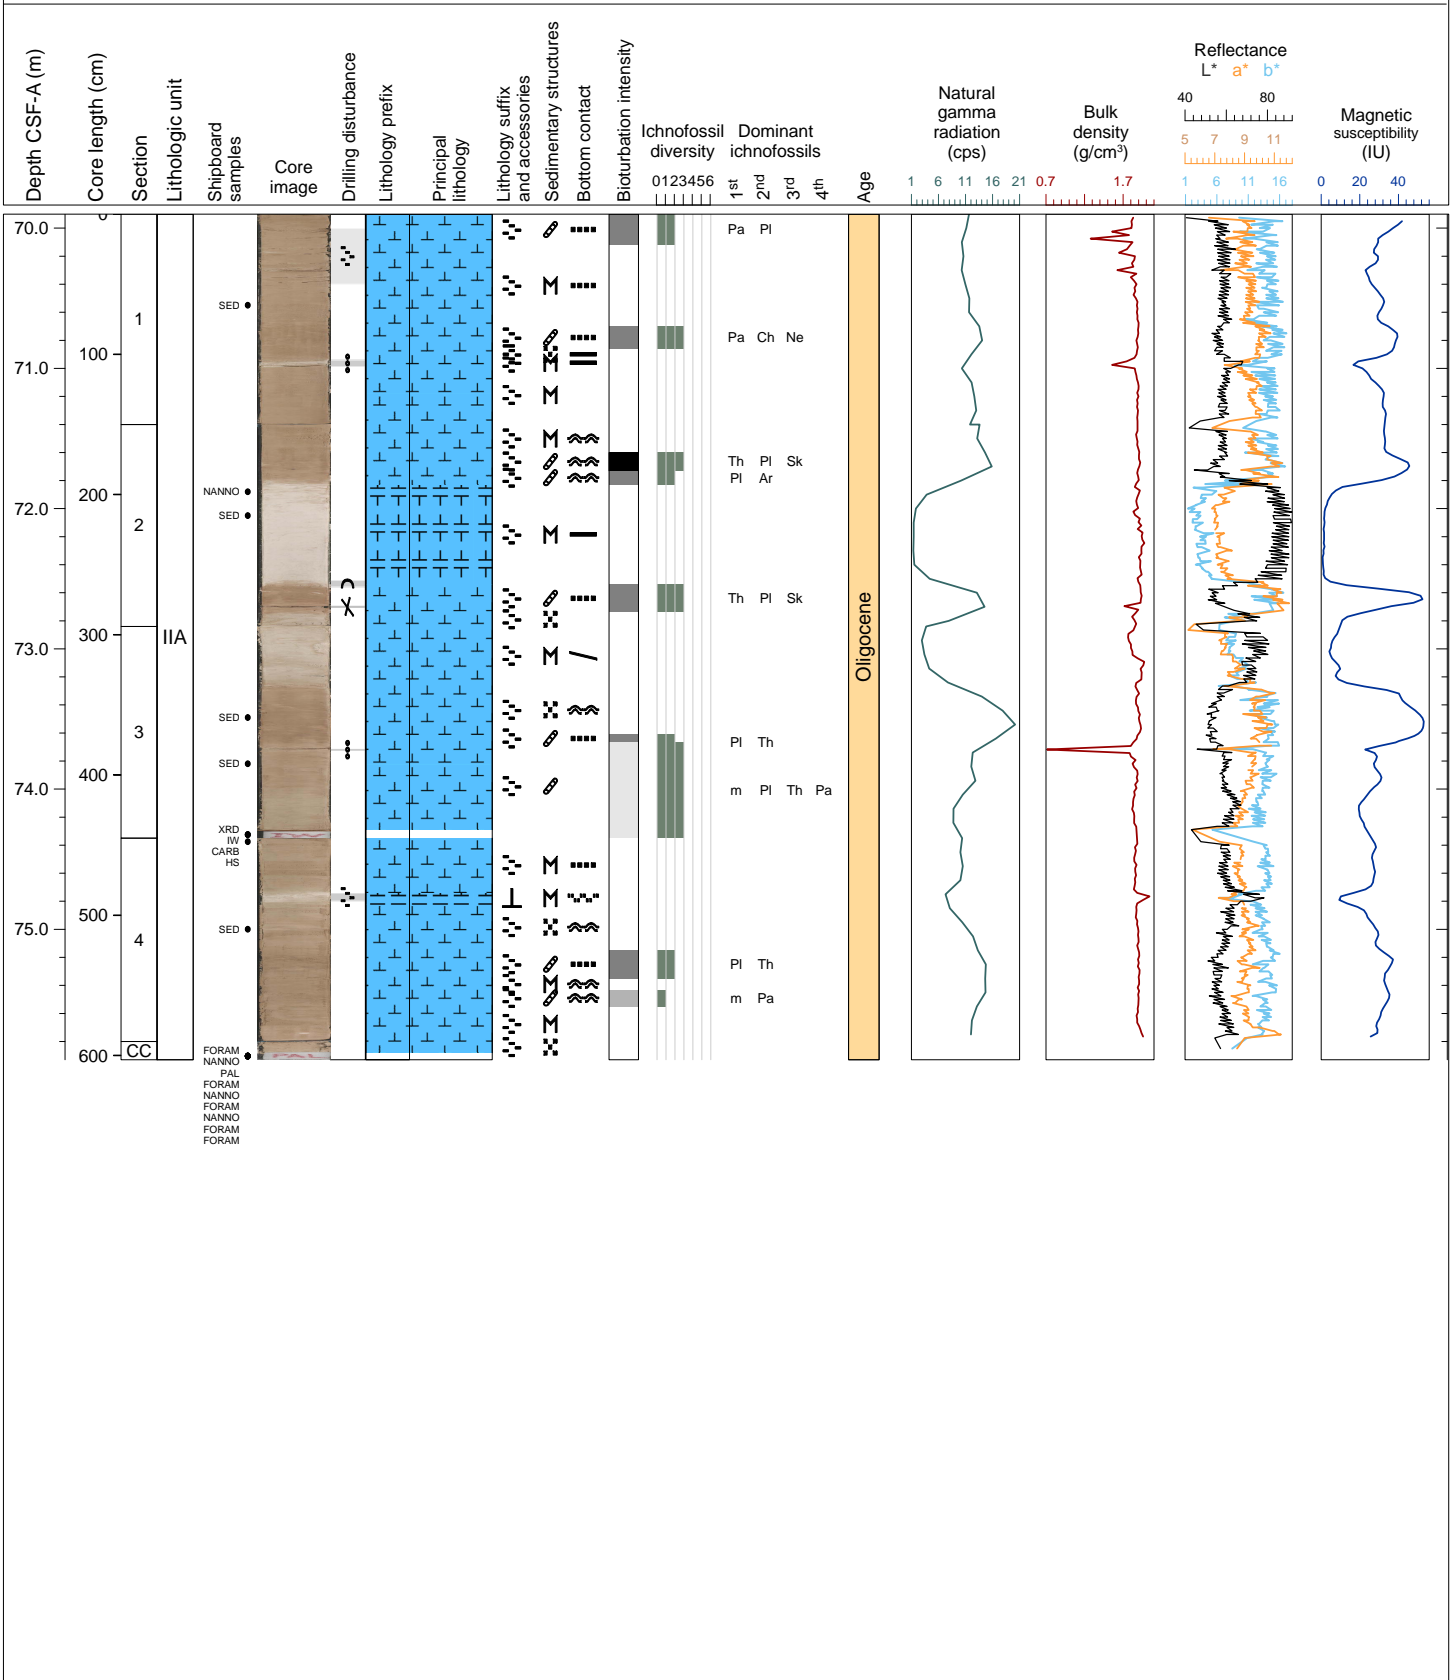 Depth CSF-A (m)
Core length (cm)
Section
Lithologic unit
Shipboard
samples
Core
image
Drilling disturbance
Lithology prefix
Principal
lithology
Lithology suffix
and accessories
Sedimentary structures
Bottom contact
Bioturbation intensity
Ichnofossil
diversity
0123456
Dominant
ichnofossils
1st 2nd 3rd 4th
Age
Natural
gamma
radiation
(cps)
1 6 11 16 21
Bulk
density
(g/cm³)
0.7 1.7
Reflectance
L* a* b*
40 80
5 7 9 11
1 6 11 16
Magnetic
susceptibility
(IU)
0 20 40
70.0
71.0
72.0
73.0
74.0
75.0
0
100
200
300
400
500
600
1
2
3
4
CC
IIA
SED
NANNO
SED
SED
SED
XRD
IW
CARB
HS
SED
FORAM
NANNO
PAL
FORAM
NANNO
FORAM
NANNO
FORAM
FORAM
IW
PAL
Pa Pl
Pa Ch Ne
Th Pl Sk
Pl Ar
Th Pl Sk
Pl Th
m Pl Th Pa
Pl Th
m Pa
Oligocene